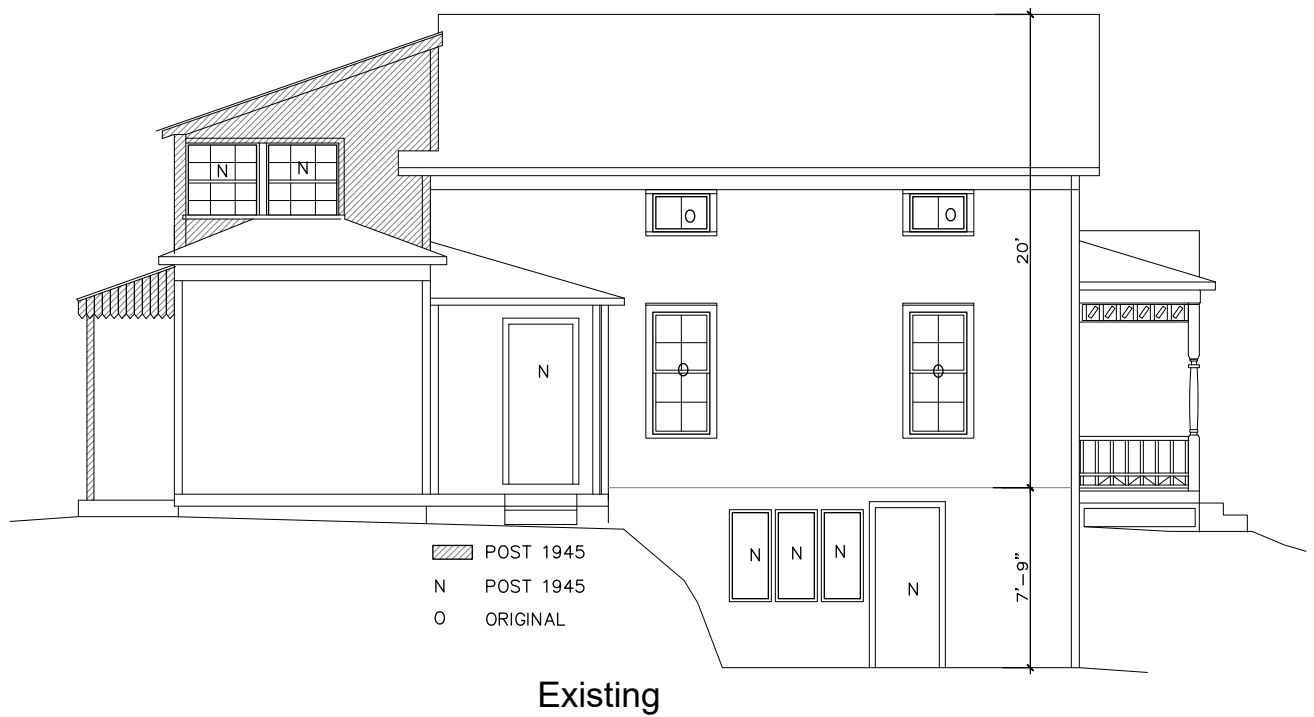 N N
O O
20'
O O
N
N N N
N
7'-9"
POST 1945
N POST 1945
O ORIGINAL
Existing